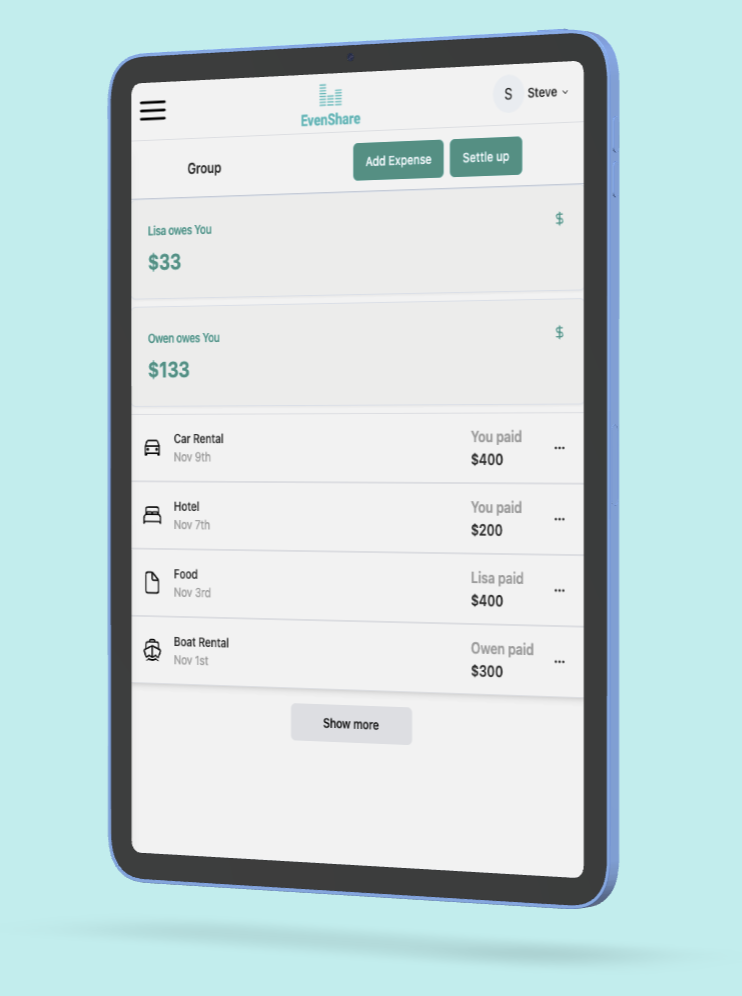 EvenShare
S Steve
Group
Add Expense
Settle up
Lisa owes You
$
$33
Owen owes You
$
$133
Car Rental
Nov 9th
You paid
$400
Hotel
Nov 7th
You paid
$200
Food
Nov 3rd
Lisa paid
$400
Boat Rental
Nov 1st
Owen paid
$300
Show more